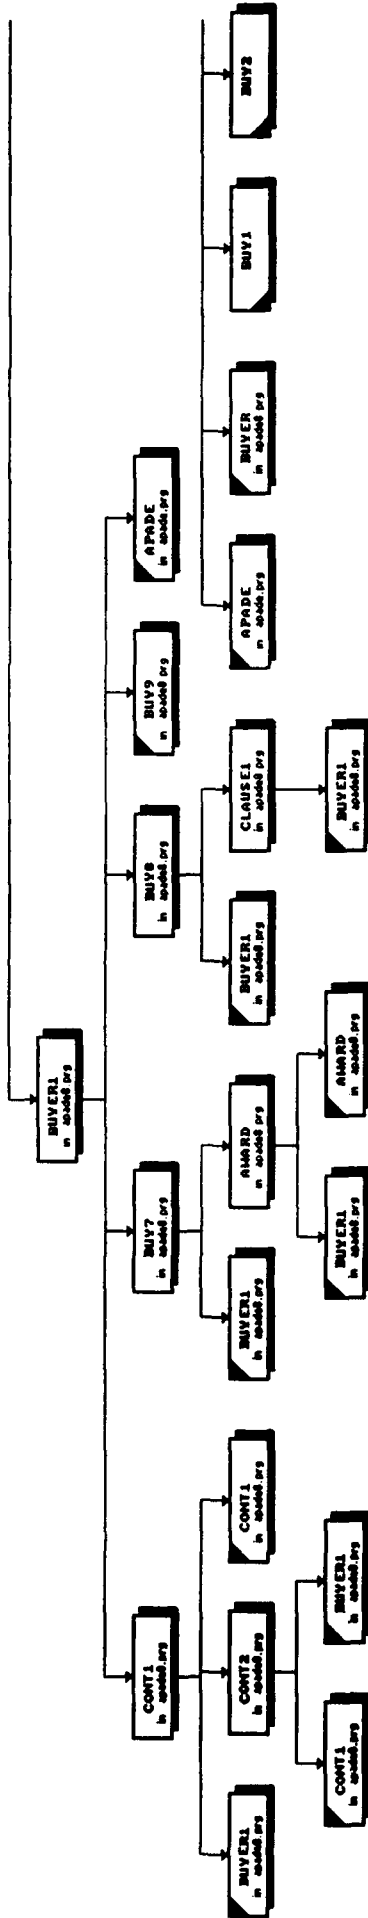 BUYER1
in apade8.prg
CONT1
in apade8.prg
BUY7
in apade8.prg
BUY8
in apade8.prg
BUY9
in apade8.prg
APADE
in apade.prg
BUYER1
in apade8.prg
CONT2
in apade8.prg
CONT1
in apade8.prg
BUYER1
in apade8.prg
AWARD
in apade8 prg
BUYER1
in apade8.prg
CLAUSE1
in apade8.prg
APADE
in apade.prg
BUYER
in apade8 prg
BUY1
BUY2
CONT1
in apade8.prg
BUYER1
in apade8.prg
BUYER1
in apade8.prg
AWARD
in apade8.prg
BUYER1
in apade8.prg